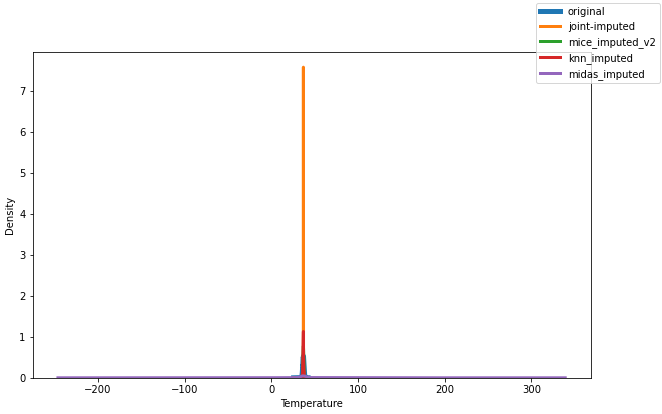 original
joint-imputed
mice_imputed_v2
knn_imputed
midas_imputed
7
6
5
4
3
2
1
0
Density
−200 −100 0 100 200 300
Temperature